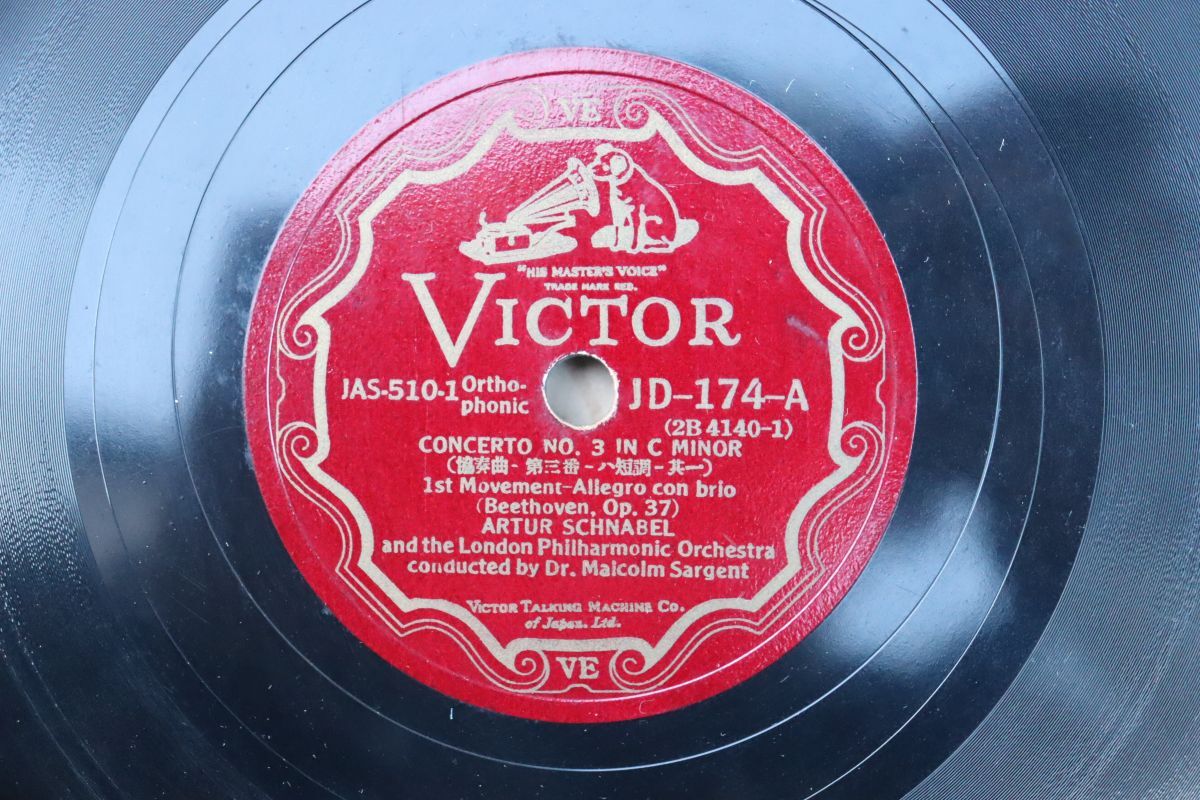 VE
"HIS MASTER'S VOICE"
TRADE MARK REG.
VICTOR
JAS-510-1 Ortho-phonic JD-174-A
(2B 4140-1)
CONCERTO NO. 3 IN C MINOR
(協奏曲-第三番-ハ短調-其一)
1st Movement-Allegro con brio
(Beethoven, Op. 37)
ARTUR SCHNABEL
and the London Philharmonic Orchestra
conducted by Dr. Malcolm Sargent
VICTOR TALKING MACHINE CO.
of Japan, Ltd.
VE